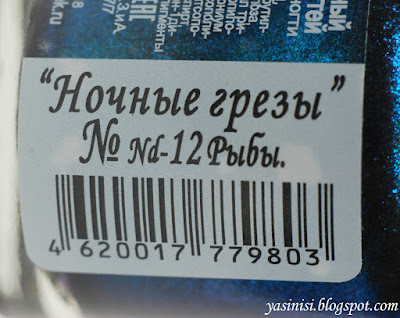 “Ночные грезы”
№ Nd-12 Рыбы.
4 620017 779803
yasinisi.blogspot.com